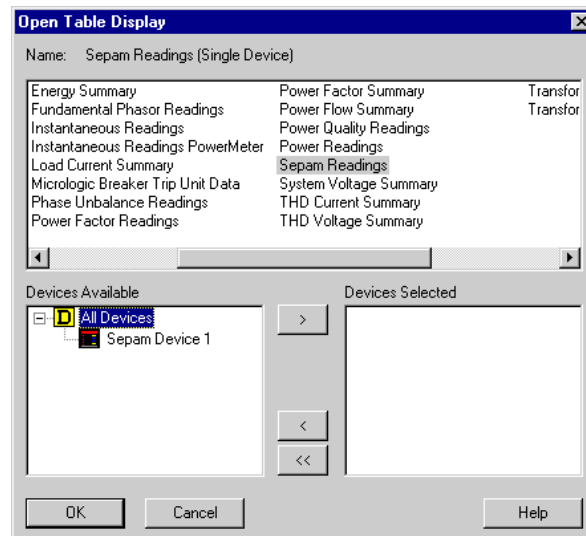 Open Table Display
Name: Sepam Readings (Single Device)
Energy Summary Power Factor Summary Transfor
Fundamental Phasor Readings Power Flow Summary Transfor
Instantaneous Readings Power Quality Readings
Instantaneous Readings PowerMeter Power Readings
Load Current Summary Sepam Readings
Micrologic Breaker Trip Unit Data System Voltage Summary
Phase Unbalance Readings THD Current Summary
Power Factor Readings THD Voltage Summary
Devices Available Devices Selected
D All Devices >
Sepam Device 1
<
<<
OK Cancel Help